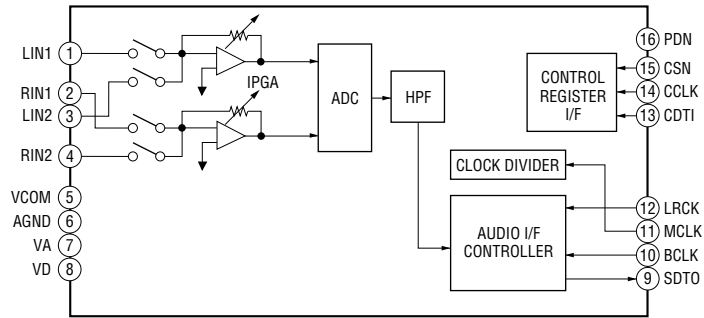 LIN1 1
RIN1 2
LIN2 3
RIN2 4
VCOM 5
AGND 6
VA 7
VD 8
IPGA
ADC
HPF
CONTROL
REGISTER
I/F
CLOCK DIVIDER
AUDIO I/F
CONTROLLER
16 PDN
15 CSN
14 CCLK
13 CDTI
12 LRCK
11 MCLK
10 BCLK
9 SDTO